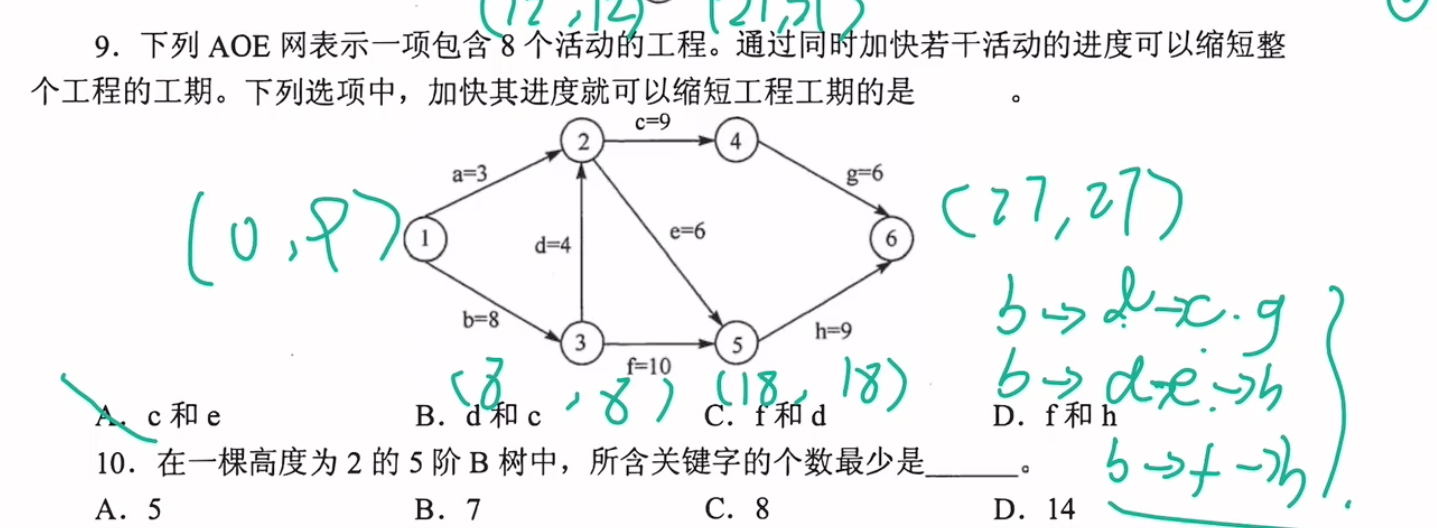 (12,12) (21,21)
9．下列 AOE 网表示一项包含 8 个活动的工程。通过同时加快若干活动的进度可以缩短整
个工程的工期。下列选项中，加快其进度就可以缩短工程工期的是 。
c=9
2 4
a=3 g=6
(0, (27,27)
1 d=4 e=6 6
b=8 h=9
3 5
f=10
(8,8) (18,18)
b→d→c.g
b→d→e→h
b→f→h
A．c 和 e B．d 和 c C．f 和 d D．f 和 h
10．在一棵高度为 2 的 5 阶 B 树中，所含关键字的个数最少是______。
A．5 B．7 C．8 D．14